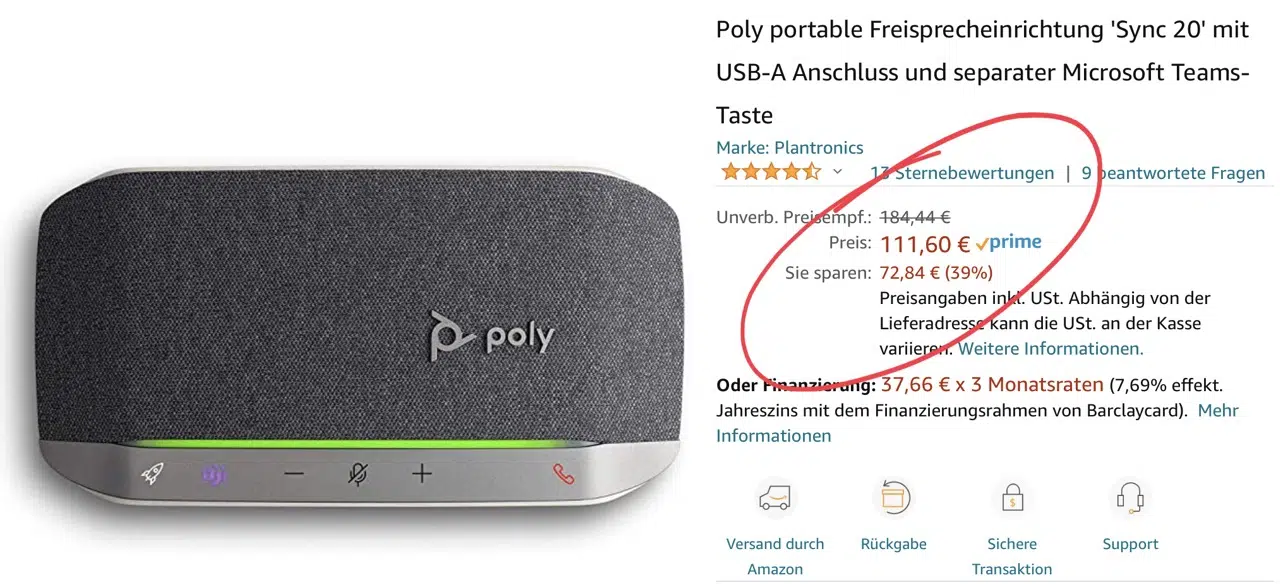 poly
Poly portable Freisprecheinrichtung 'Sync 20' mit
USB-A Anschluss und separater Microsoft Teams-
Taste
Marke: Plantronics
13 Sternebewertungen | 9 beantwortete Fragen
Unverb. Preisempf.: 184,44 €
Preis: 111,60 € prime
Sie sparen: 72,84 € (39%)
Preisangaben inkl. USt. Abhängig von der
Lieferadresse kann die USt. an der Kasse
variieren. Weitere Informationen.
Oder Finanzierung: 37,66 € x 3 Monatsraten (7,69% effekt.
Jahreszins mit dem Finanzierungsrahmen von Barclaycard). Mehr
Informationen
Versand durch
Amazon
Rückgabe
Sichere
Transaktion
Support